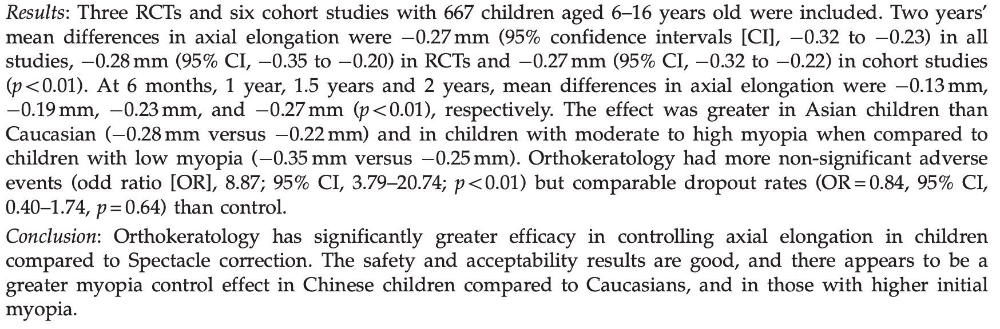 Results: Three RCTs and six cohort studies with 667 children aged 6–16 years old were included. Two years’
mean differences in axial elongation were −0.27 mm (95% confidence intervals [CI], −0.32 to −0.23) in all
studies, −0.28 mm (95% CI, −0.35 to −0.20) in RCTs and −0.27 mm (95% CI, −0.32 to −0.22) in cohort studies
(p < 0.01). At 6 months, 1 year, 1.5 years and 2 years, mean differences in axial elongation were −0.13 mm,
−0.19 mm, −0.23 mm, and −0.27 mm (p < 0.01), respectively. The effect was greater in Asian children than
Caucasian (−0.28 mm versus −0.22 mm) and in children with moderate to high myopia when compared to
children with low myopia (−0.35 mm versus −0.25 mm). Orthokeratology had more non-significant adverse
events (odd ratio [OR], 8.87; 95% CI, 3.79–20.74; p < 0.01) but comparable dropout rates (OR = 0.84, 95% CI,
0.40–1.74, p = 0.64) than control.
Conclusion: Orthokeratology has significantly greater efficacy in controlling axial elongation in children
compared to Spectacle correction. The safety and acceptability results are good, and there appears to be a
greater myopia control effect in Chinese children compared to Caucasians, and in those with higher initial
myopia.